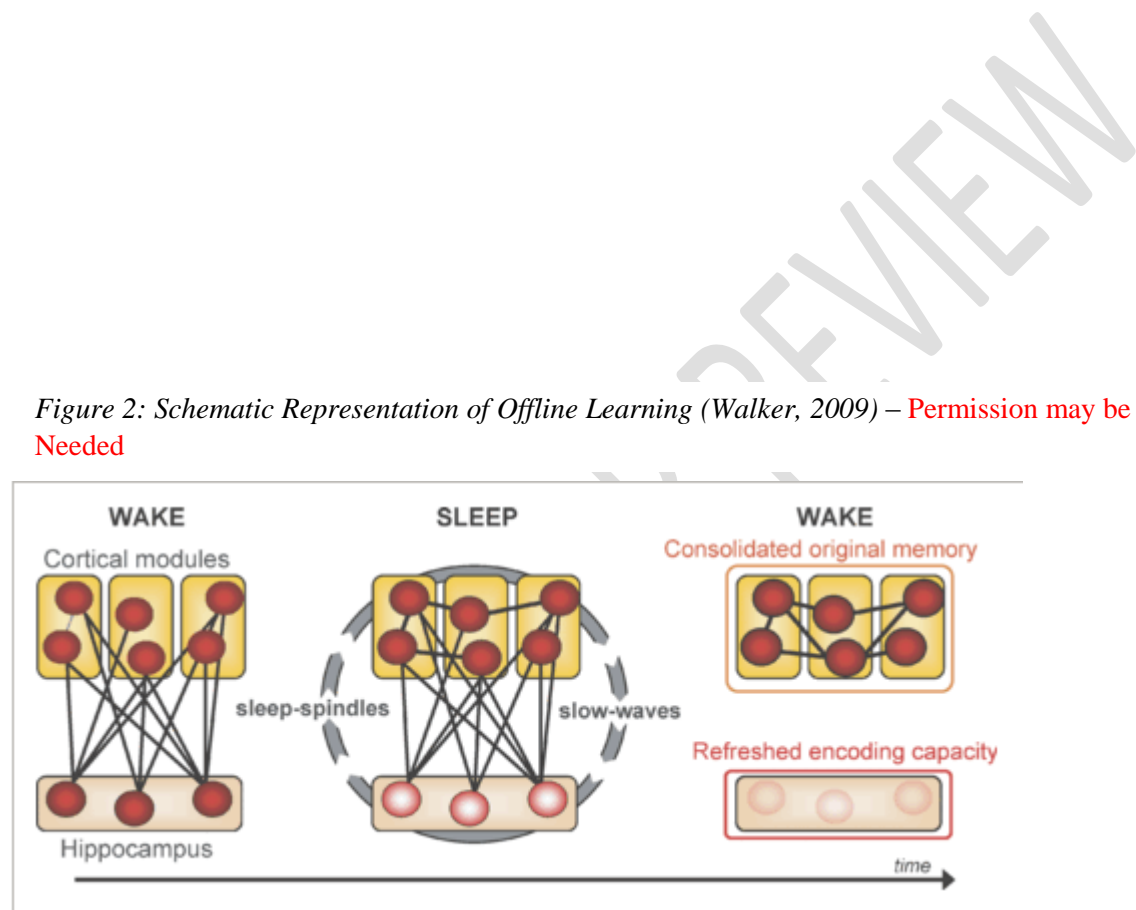 REVIEW
Figure 2: Schematic Representation of Offline Learning (Walker, 2009) – Permission may be
Needed
WAKE
SLEEP
WAKE
Cortical modules
Consolidated original memory
sleep-spindles
slow-waves
Refreshed encoding capacity
Hippocampus
time